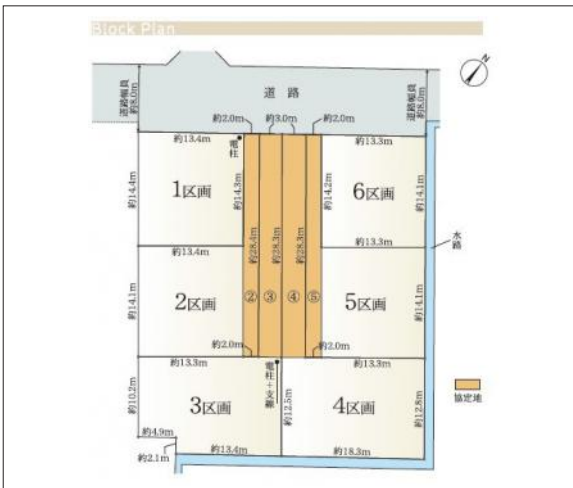 Block Plan
N
道路
道路幅員
約8.0m
道路幅員
約8.0m
約2.0m
約3.0m
約2.0m
約13.4m
電柱
約13.3m
約14.4m
1区画
約14.3m
約14.2m
6区画
約14.1m
約28.4m
約28.3m
約28.3m
水路
約13.4m
約13.3m
約14.1m
2区画
②
③
④
⑤
5区画
約14.1m
約2.0m
約2.0m
約13.3m
約13.3m
約10.2m
3区画
電柱+支線
約12.5m
4区画
約12.8m
協定地
約4.9m
約2.1m
約13.4m
約18.3m